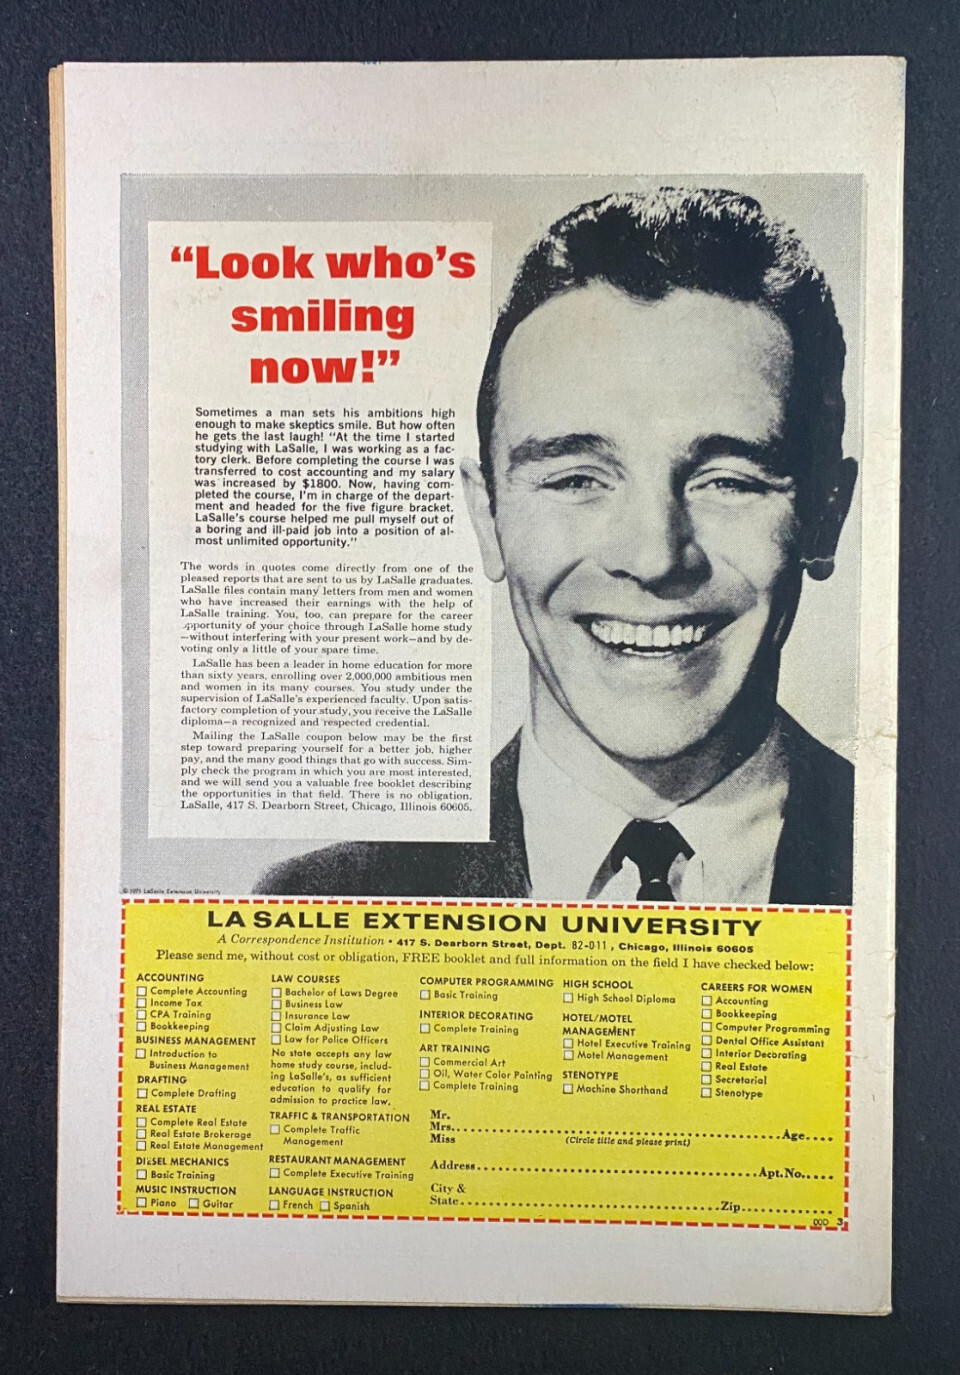 “Look who’s
smiling
now!”
Sometimes a man sets his ambitions high
enough to make skeptics smile. But how often
he gets the last laugh! “At the time I started
studying with LaSalle, I was working as a fac-
tory clerk. Before completing the course I was
transferred to cost accounting and my salary
was increased by $1800. Now, having com-
pleted the course, I’m in charge of the depart-
ment and headed for the five figure bracket.
LaSalle’s course helped me pull myself out of
a boring and ill-paid job into a position of al-
most unlimited opportunity.”
The words in quotes come directly from one of the
pleased reports that are sent to us by LaSalle graduates.
LaSalle files contain many letters from men and women
who have increased their earnings with the help of
LaSalle training. You, too, can prepare for the career
opportunity of your choice through LaSalle home study
—without interfering with your present work—and by de-
voting only a little of your spare time.
LaSalle has been a leader in home education for more
than sixty years, enrolling over 2,000,000 ambitious men
and women in its many courses. You study under the
supervision of LaSalle’s experienced faculty. Upon satis-
factory completion of your study, you receive the LaSalle
diploma—a recognized and respected credential.
Mailing the LaSalle coupon below may be the first
step toward preparing yourself for a better job, higher
pay, and the many good things that go with success. Sim-
ply check the program in which you are most interested,
and we will send you a valuable free booklet describing
the opportunities in that field. There is no obligation.
LaSalle, 417 S. Dearborn Street, Chicago, Illinois 60605.
© 1971 LaSalle Extension University
LA SALLE EXTENSION UNIVERSITY
A Correspondence Institution • 417 S. Dearborn Street, Dept. 82-011, Chicago, Illinois 60605
Please send me, without cost or obligation, FREE booklet and full information on the field I have checked below:
ACCOUNTING
Complete Accounting
Income Tax
CPA Training
Bookkeeping
BUSINESS MANAGEMENT
Introduction to
Business Management
DRAFTING
Complete Drafting
REAL ESTATE
Complete Real Estate
Real Estate Brokerage
Real Estate Management
DIESEL MECHANICS
Basic Training
MUSIC INSTRUCTION
Piano Guitar
LAW COURSES
Bachelor of Laws Degree
Business Law
Insurance Law
Claim Adjusting Law
Law for Police Officers
No state accepts any law
home study course, includ-
ing LaSalle’s, as sufficient
education to qualify for
admission to practice law.
TRAFFIC & TRANSPORTATION
Complete Traffic
Management
RESTAURANT MANAGEMENT
Complete Executive Training
LANGUAGE INSTRUCTION
French Spanish
COMPUTER PROGRAMMING
Basic Training
INTERIOR DECORATING
Complete Training
ART TRAINING
Commercial Art
Oil, Water Color Painting
Complete Training
HIGH SCHOOL
High School Diploma
HOTEL/MOTEL
MANAGEMENT
Hotel Executive Training
Motel Management
STENOTYPE
Machine Shorthand
CAREERS FOR WOMEN
Accounting
Bookkeeping
Computer Programming
Dental Office Assistant
Interior Decorating
Real Estate
Secretarial
Stenotype
Mr.
Mrs. Age
Miss (Circle title and please print)
Address Apt. No.
City &
State Zip
00D 3